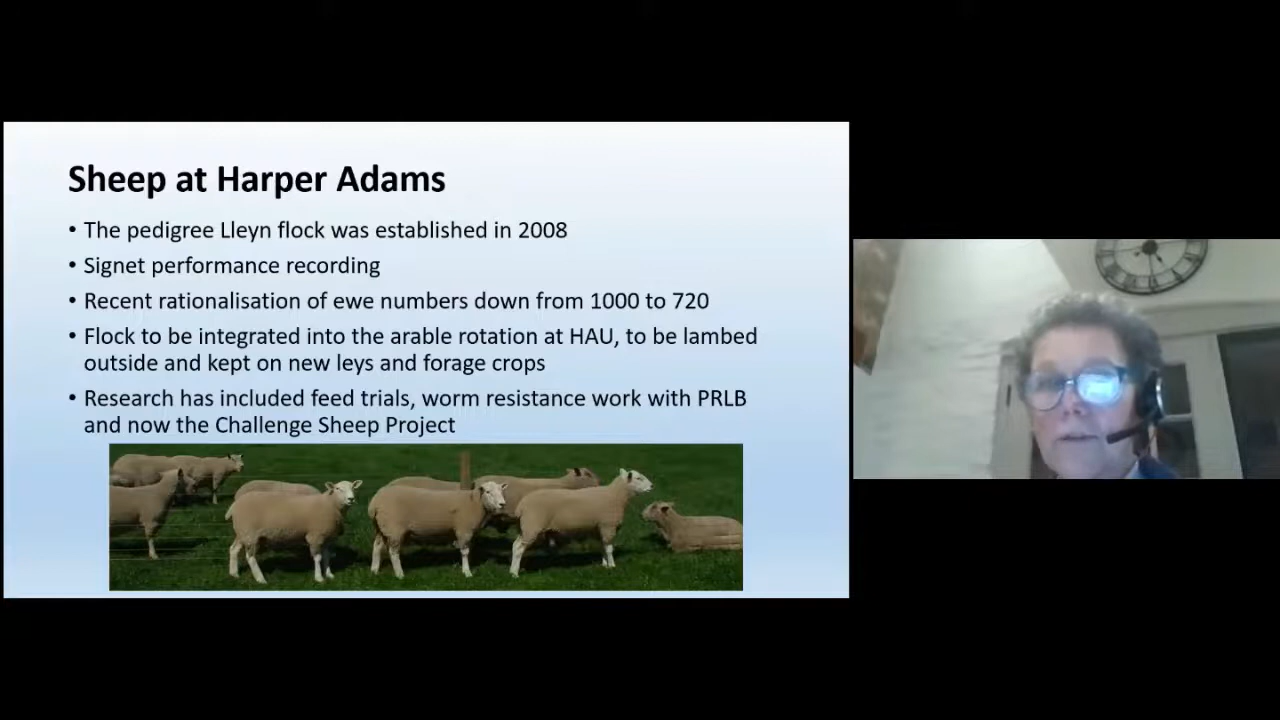 Sheep at Harper Adams
• The pedigree Lleyn flock was established in 2008
• Signet performance recording
• Recent rationalisation of ewe numbers down from 1000 to 720
• Flock to be integrated into the arable rotation at HAU, to be lambed
outside and kept on new leys and forage crops
• Research has included feed trials, worm resistance work with PRLB
and now the Challenge Sheep Project